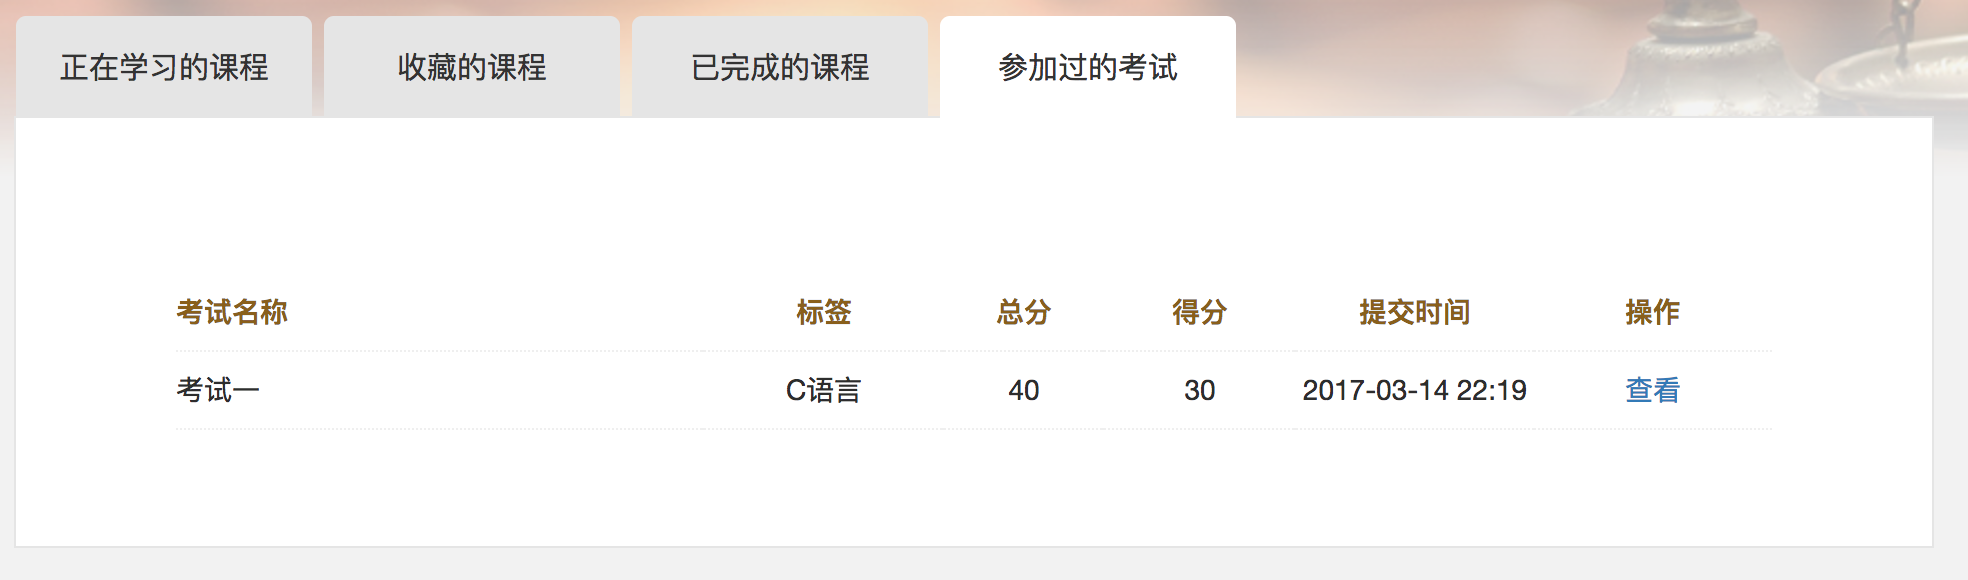 正在学习的课程 收藏的课程 已完成的课程 参加过的考试
考试名称 标签 总分 得分 提交时间 操作
考试一 C语言 40 30 2017-03-14 22:19 查看